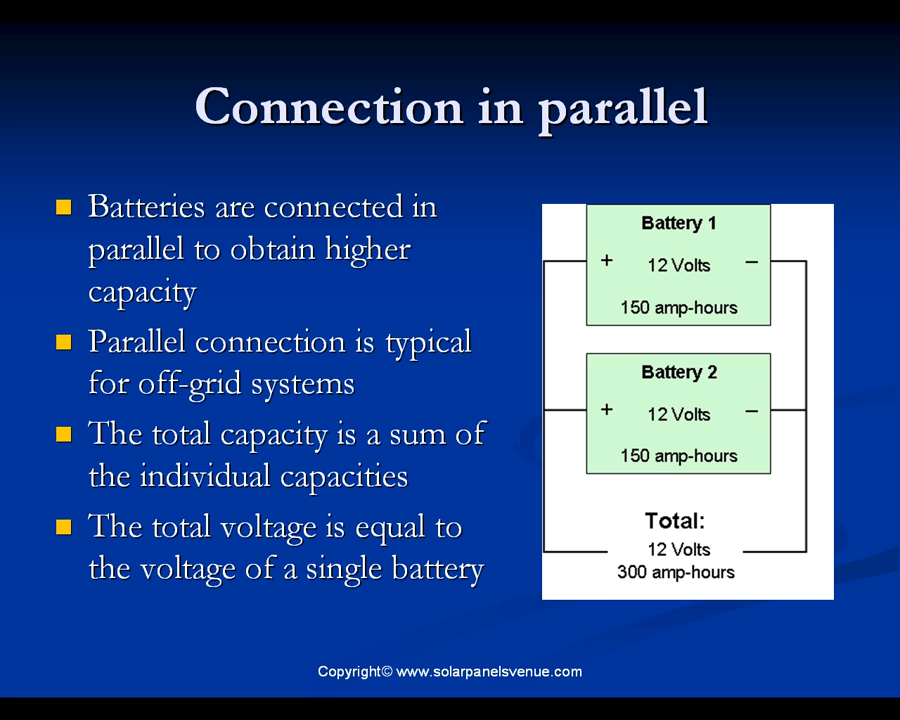 Connection in parallel
Batteries are connected in
parallel to obtain higher
capacity
Parallel connection is typical
for off-grid systems
The total capacity is a sum of
the individual capacities
The total voltage is equal to
the voltage of a single battery
Battery 1
+ 12 Volts –
150 amp-hours
Battery 2
+ 12 Volts –
150 amp-hours
Total:
12 Volts
300 amp-hours
Copyright© www.solarpanelsvenue.com